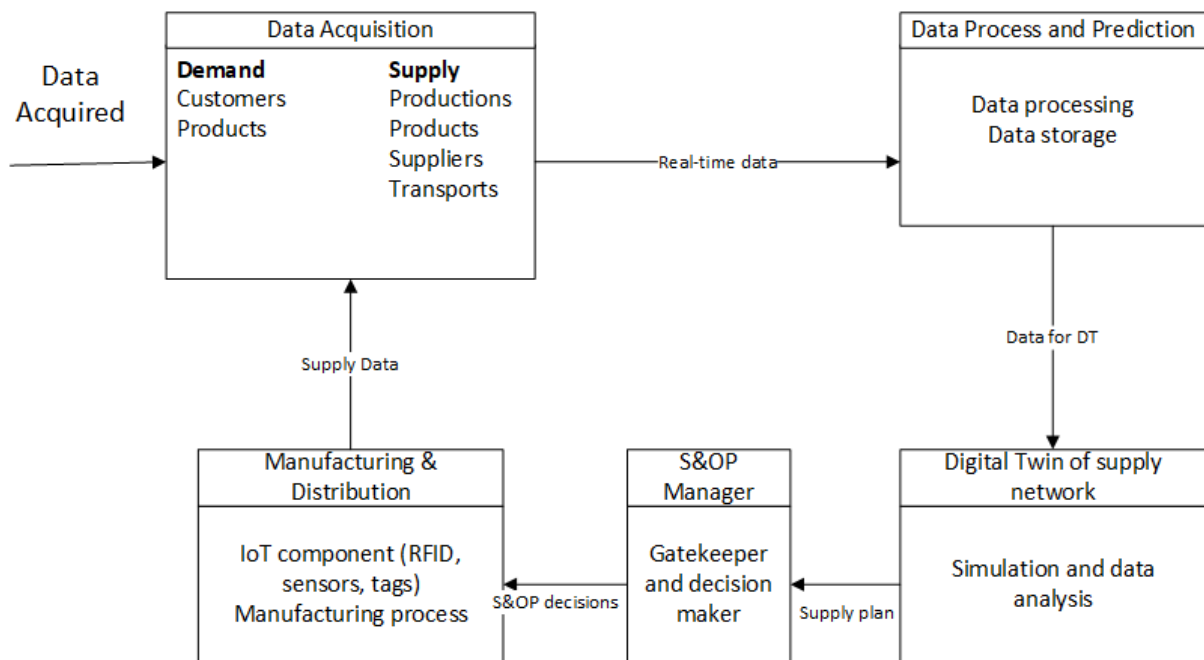 Data Acquisition
Data Process and Prediction
Data
Acquired
Demand
Customers
Products
Supply
Productions
Products
Suppliers
Transports
Real-time data
Data processing
Data storage
Supply Data
Data for DT
Manufacturing &
Distribution
IoT component (RFID,
sensors, tags)
Manufacturing process
S&OP decisions
S&OP
Manager
Gatekeeper
and decision
maker
Supply plan
Digital Twin of supply
network
Simulation and data
analysis